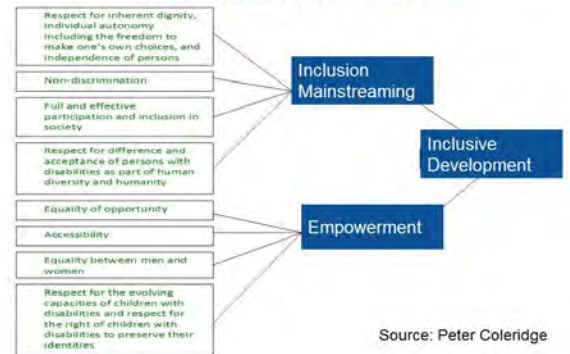 Respect for inherent dignity,
individual autonomy
including the freedom to
make one's own choices, and
independence of persons
Non-discrimination
Full and effective
participation and inclusion in
society
Respect for difference and
acceptance of persons with
disabilities as part of human
diversity and humanity
Equality of opportunity
Accessibility
Equality between men and
women
Respect for the evolving
capacities of children with
disabilities and respect for
the right of children with
disabilities to preserve their
identities
Inclusion
Mainstreaming
Empowerment
Inclusive
Development
Source: Peter Coleridge